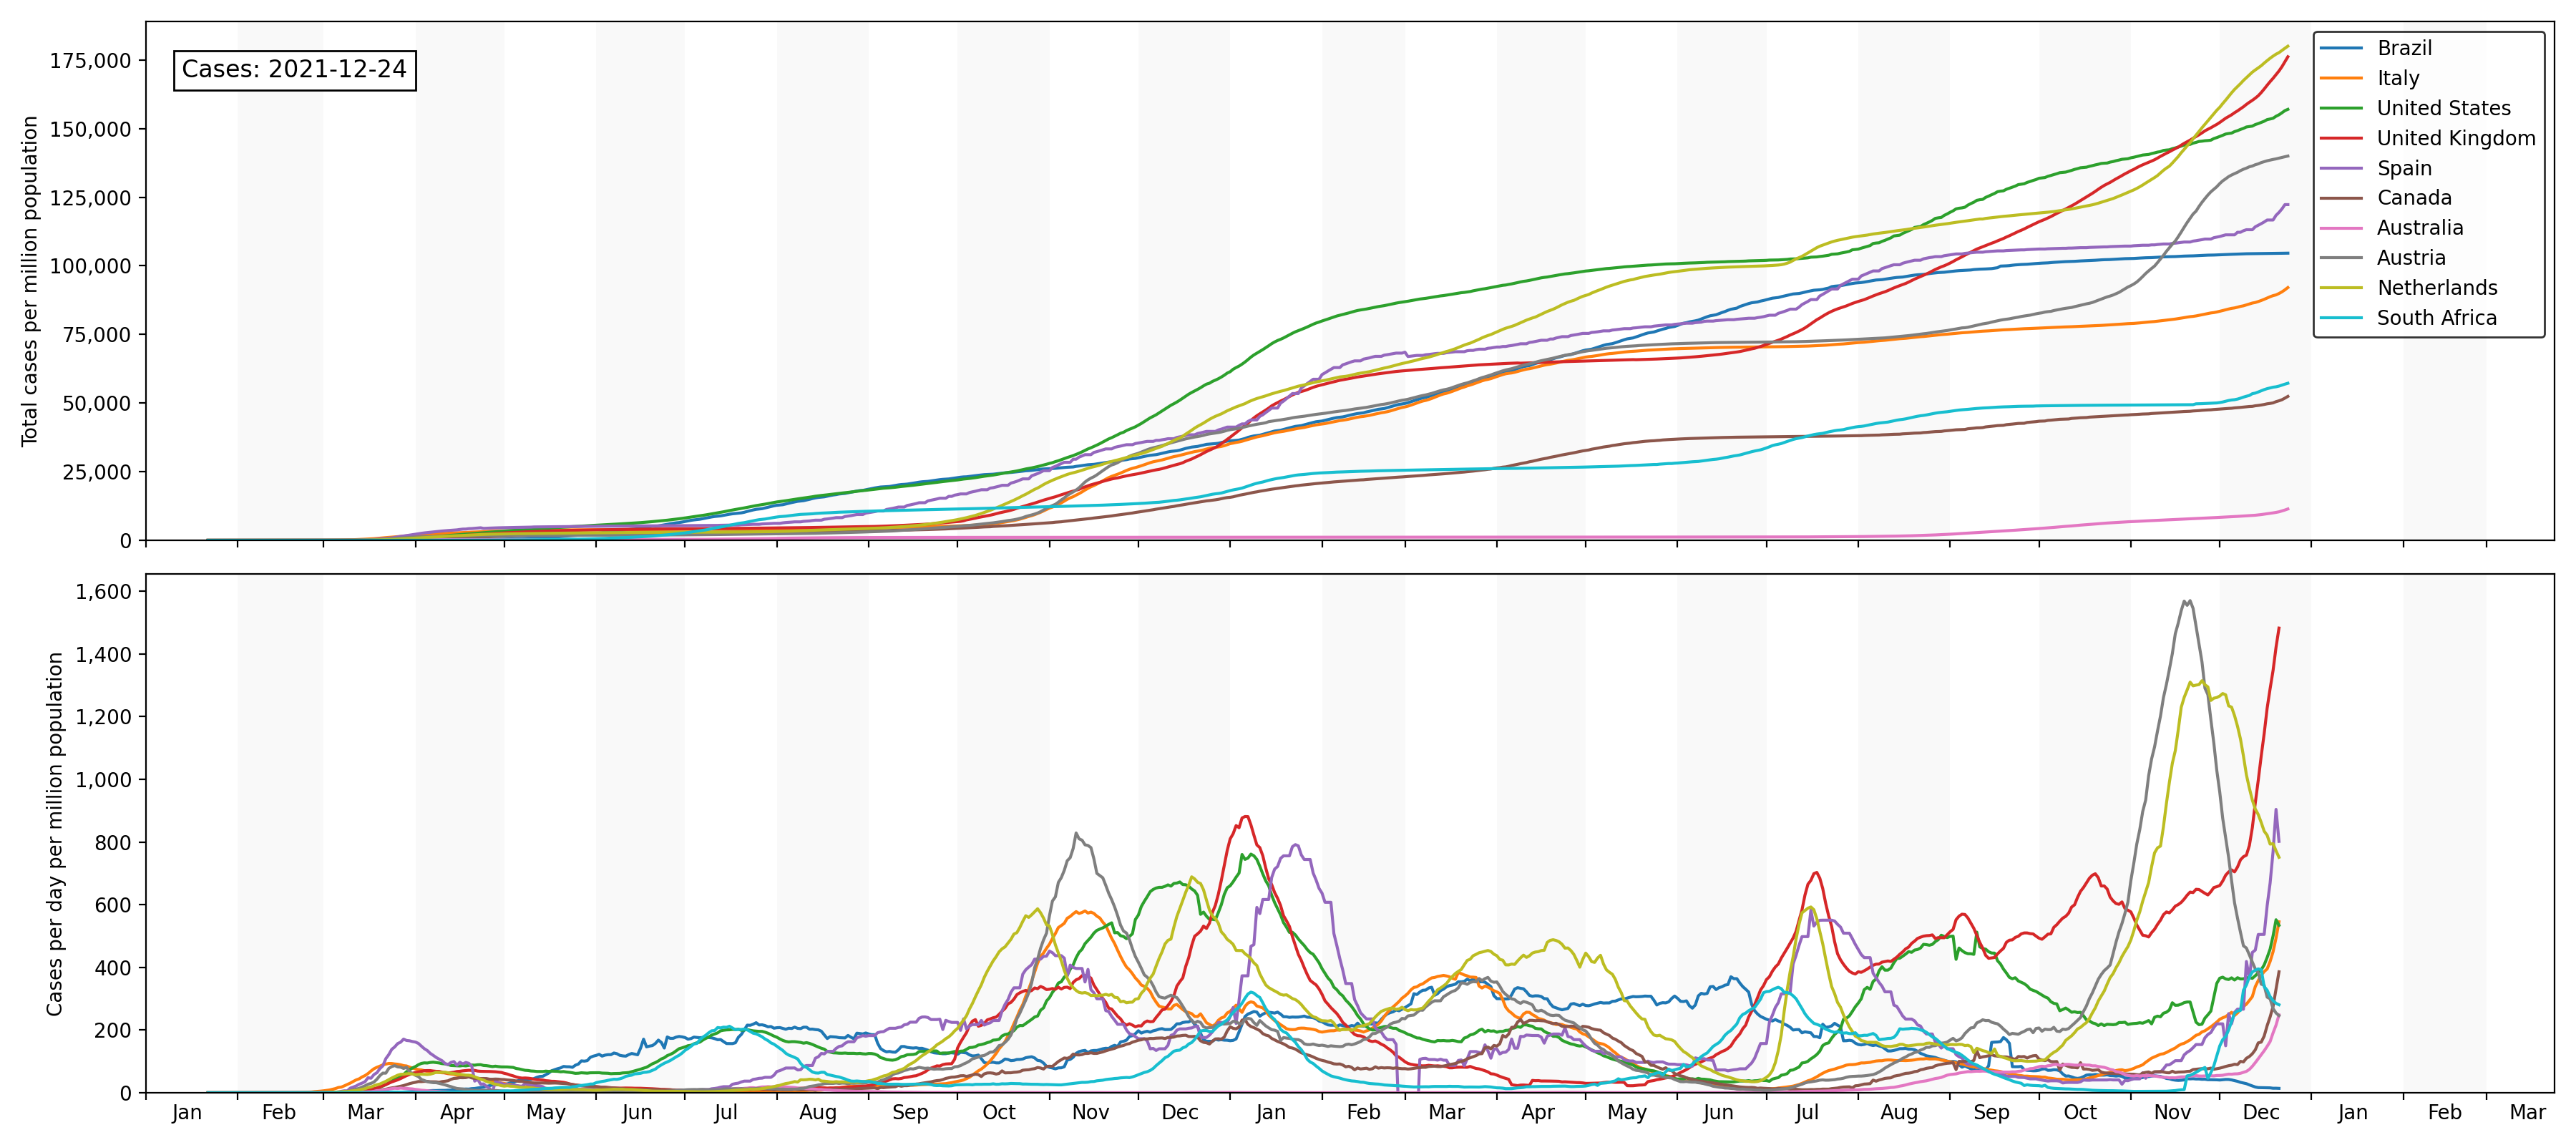 Total cases per million population
175,000
150,000
125,000
100,000
75,000
50,000
25,000
0
Cases: 2021-12-24
Brazil
Italy
United States
United Kingdom
Spain
Canada
Australia
Austria
Netherlands
South Africa
Cases per day per million population
1,600
1,400
1,200
1,000
800
600
400
200
0
Jan Feb Mar Apr May Jun Jul Aug Sep Oct Nov Dec Jan Feb Mar Apr May Jun Jul Aug Sep Oct Nov Dec Jan Feb Mar